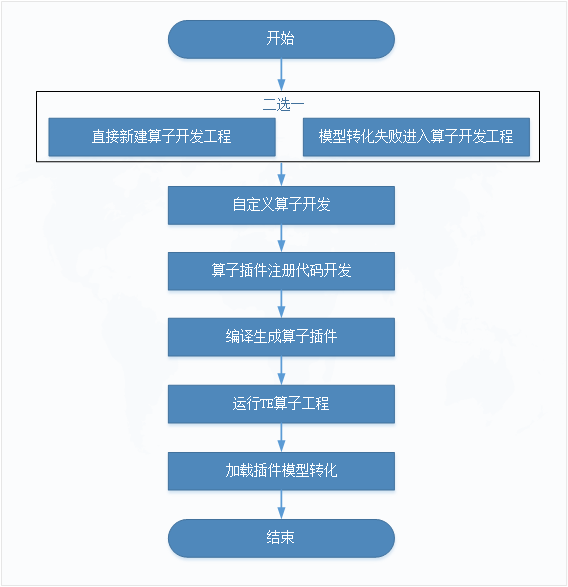 开始
二选一
直接新建算子开发工程
模型转化失败进入算子开发工程
自定义算子开发
算子插件注册代码开发
编译生成算子插件
运行TE算子工程
加载插件模型转化
结束